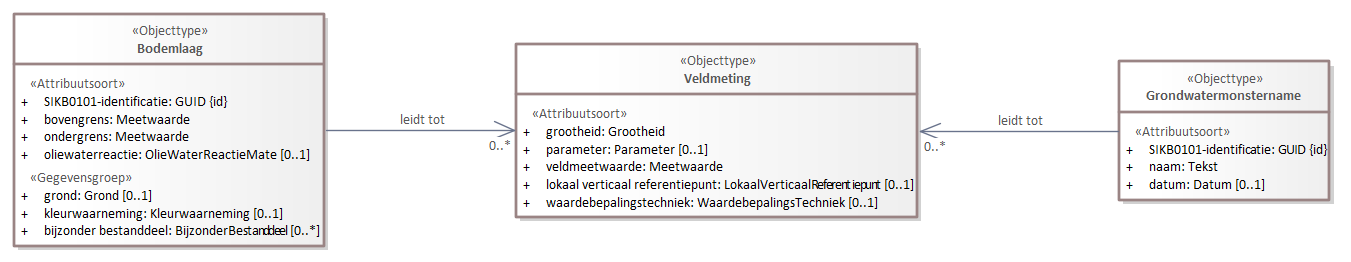 «Objecttype»
Bodemlaag
«Attribuutsoort»
+ SIKB0101-identificatie: GUID {id}
+ bovengrens: Meetwaarde
+ ondergrens: Meetwaarde
+ oliewaterreactie: OlieWaterReactieMate [0..1]
«Gegevensgroep»
+ grond: Grond [0..1]
+ kleurwaarneming: Kleurwaarneming [0..1]
+ bijzonder bestanddeel: BijzonderBestanddeel [0..*]
leidt tot
0..*
«Objecttype»
Veldmeting
«Attribuutsoort»
+ grootheid: Grootheid
+ parameter: Parameter [0..1]
+ veldmeetwaarde: Meetwaarde
+ lokaal verticaal referentiepunt: LokaalVerticaalReferentiepunt [0..1]
+ waardebepalingstechniek: WaardebepalingsTechniek [0..1]
leidt tot
0..*
«Objecttype»
Grondwatermonstername
«Attribuutsoort»
+ SIKB0101-identificatie: GUID {id}
+ naam: Tekst
+ datum: Datum [0..1]